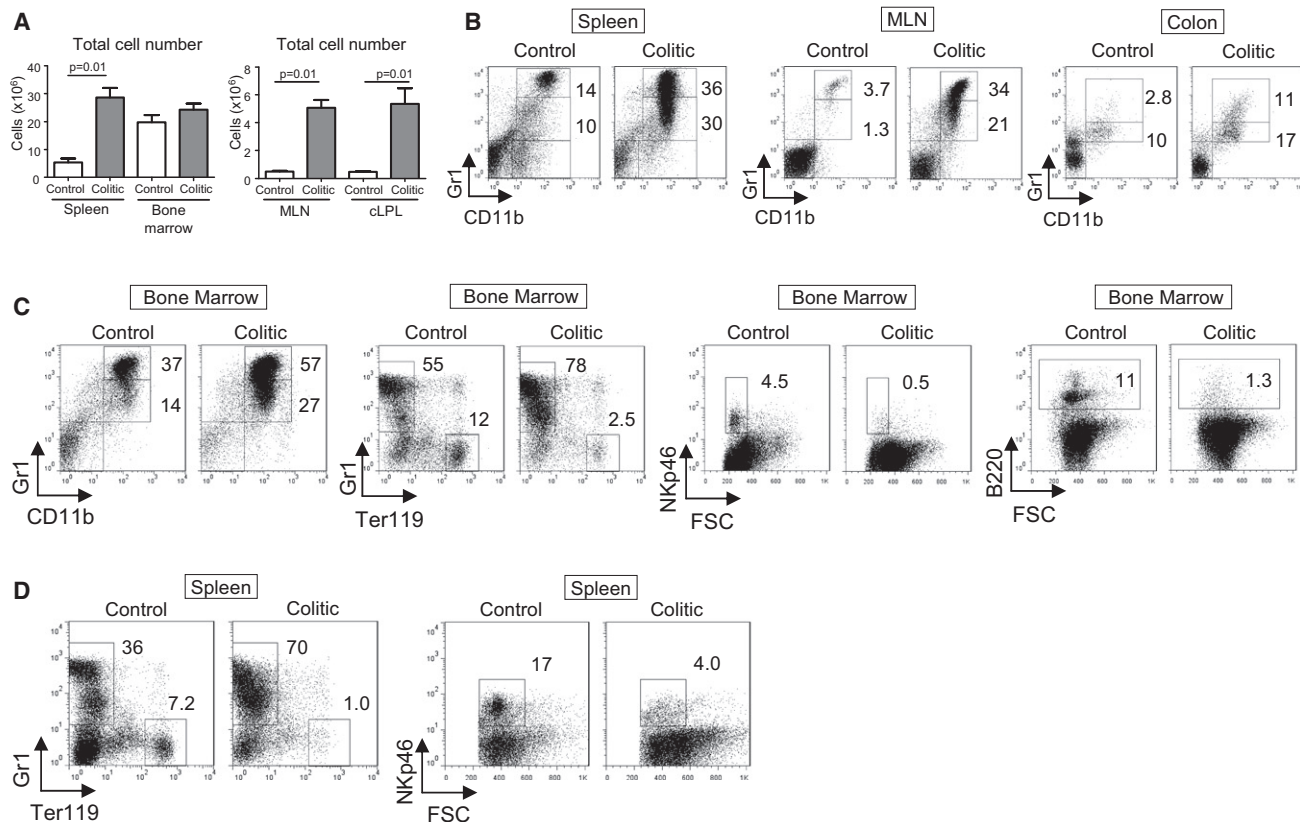 A
Total cell number
Cells (x10⁶)
40
30
20
10
0
p=0.01
Control
Colitic
Control
Colitic
Spleen
Bone
marrow
Total cell number
Cells (x10⁶)
8
6
4
2
0
p=0.01
p=0.01
Control
Colitic
Control
Colitic
MLN
cLPL
B
Spleen
Control
Colitic
14
10
36
30
Gr1
CD11b
MLN
Control
Colitic
3.7
1.3
34
21
Gr1
CD11b
Colon
Control
Colitic
2.8
10
11
17
Gr1
CD11b
C
Bone Marrow
Control
Colitic
37
14
57
27
Gr1
CD11b
Bone Marrow
Control
Colitic
55
12
78
2.5
Gr1
Ter119
Bone Marrow
Control
Colitic
4.5
0.5
NKp46
FSC
Bone Marrow
Control
Colitic
11
1.3
B220
FSC
D
Spleen
Control
Colitic
36
7.2
70
1.0
Gr1
Ter119
Spleen
Control
Colitic
17
4.0
NKp46
FSC